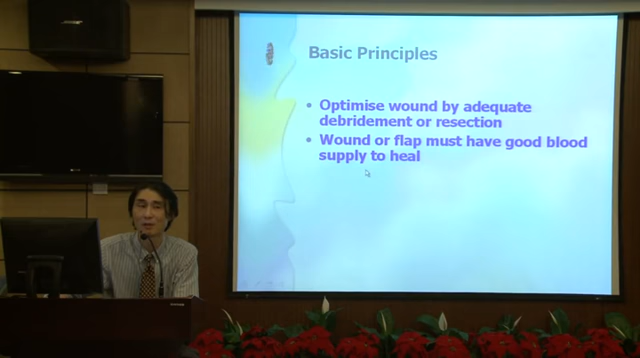 Basic Principles
• Optimise wound by adequate
debridement or resection
• Wound or flap must have good blood
supply to heal